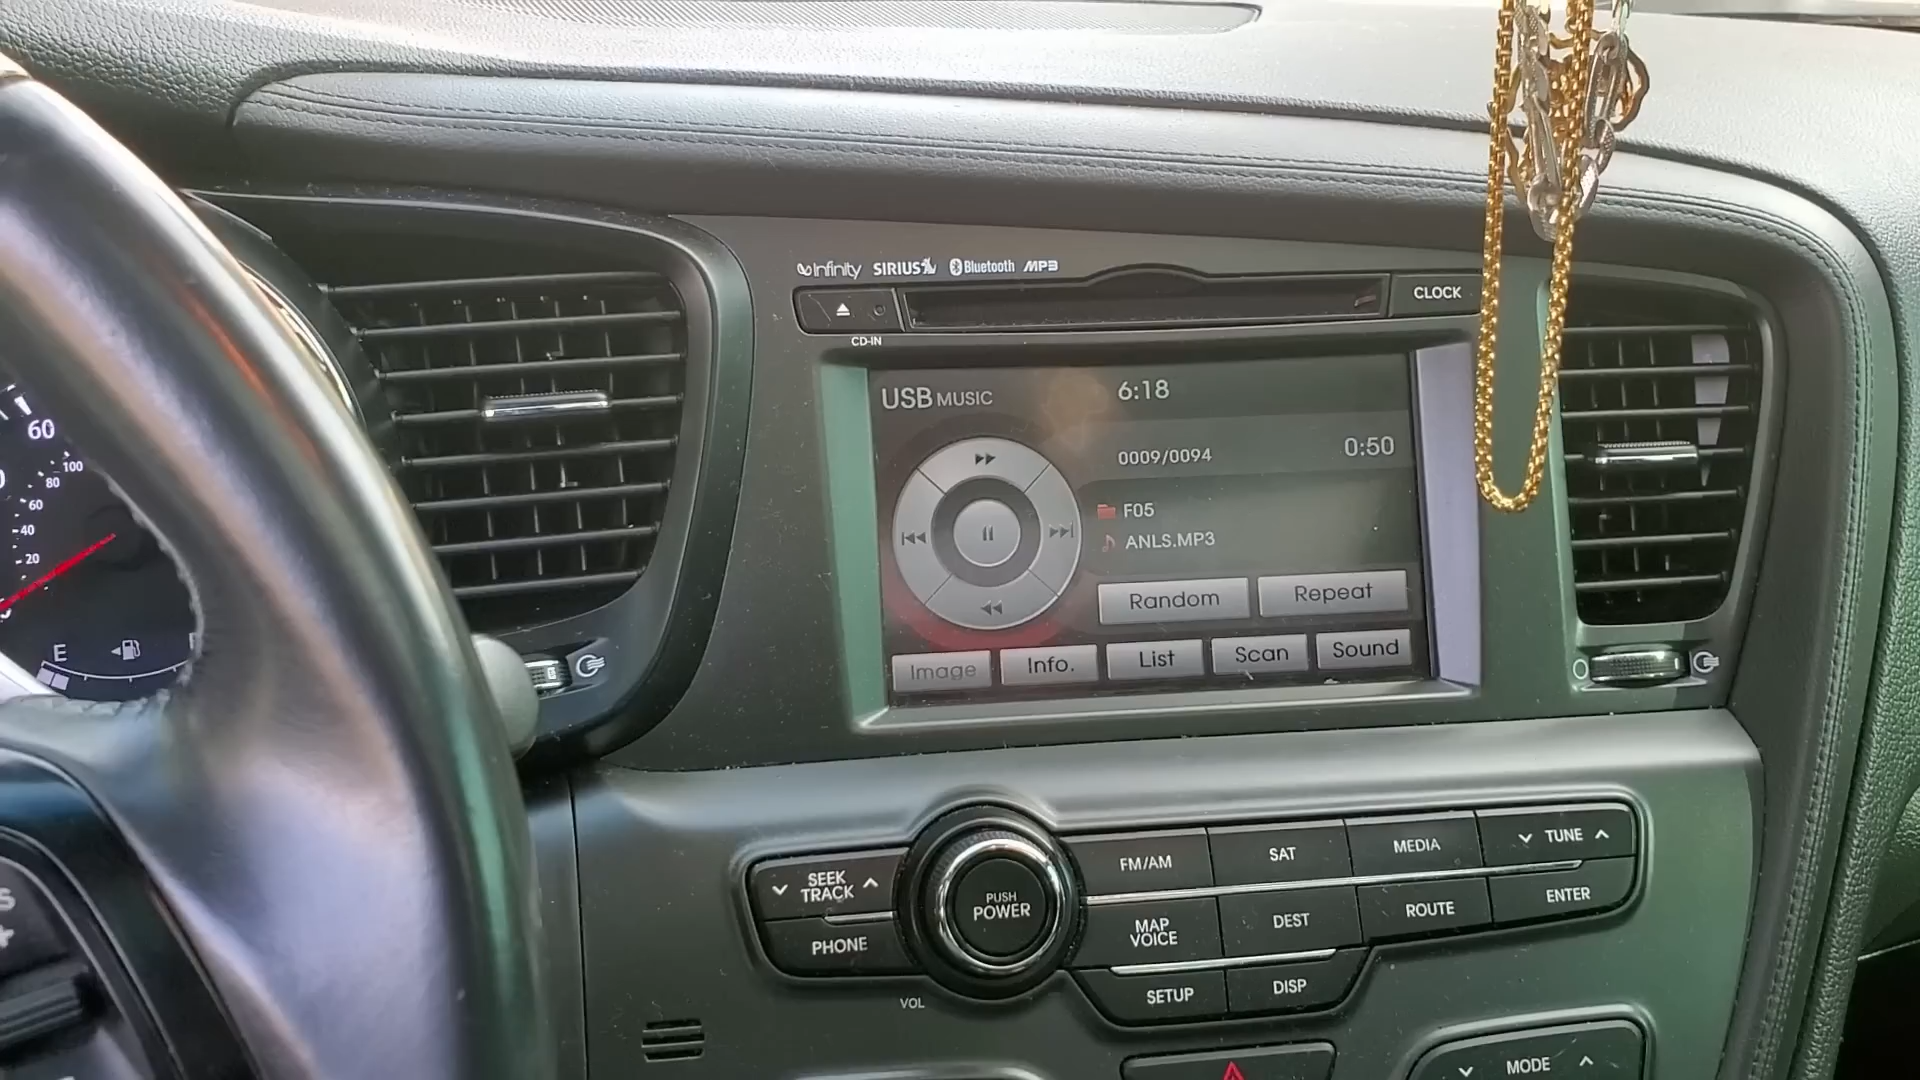 Infinity SIRIUS Bluetooth MP3
CLOCK
CD-IN
USB MUSIC
6:18
0009/0094
0:50
F05
ANLS.MP3
Random
Repeat
Image
Info.
List
Scan
Sound
60
100
80
60
40
20
E
SEEK
TRACK
PHONE
PUSH
POWER
VOL
FM/AM
SAT
MEDIA
TUNE
MAP
VOICE
DEST
ROUTE
ENTER
SETUP
DISP
MODE